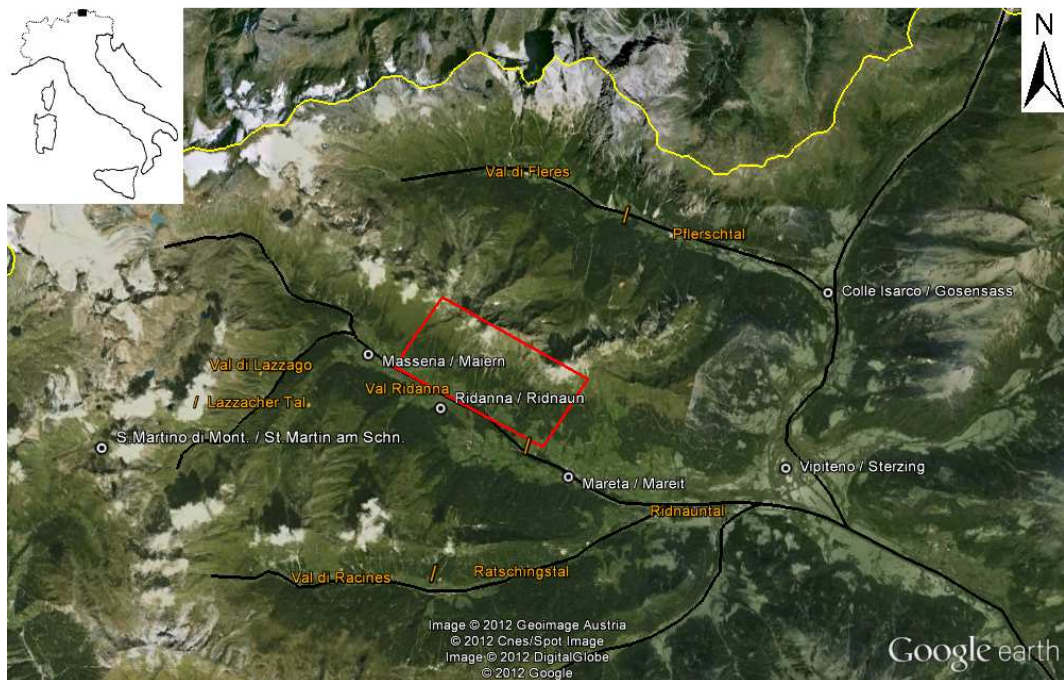 N
Val di Fleres
/
Pflerschtal
Colle Isarco / Gosensass
Massena / Maiern
Val di Lazzago
Val Ridanna
/ Lazzacher Tal
Ridanna / Ridnaun
S.Martino di Mont. / St.Martin am Schn.
/
Vipiteno / Sterzing
Mareta / Mareit
Ridnauntal
Val di Racines
/
Ratschingstal
Image © 2012 Geoimage Austria
© 2012 Cnes/Spot Image
Image © 2012 DigitalGlobe
© 2012 Google
Google earth